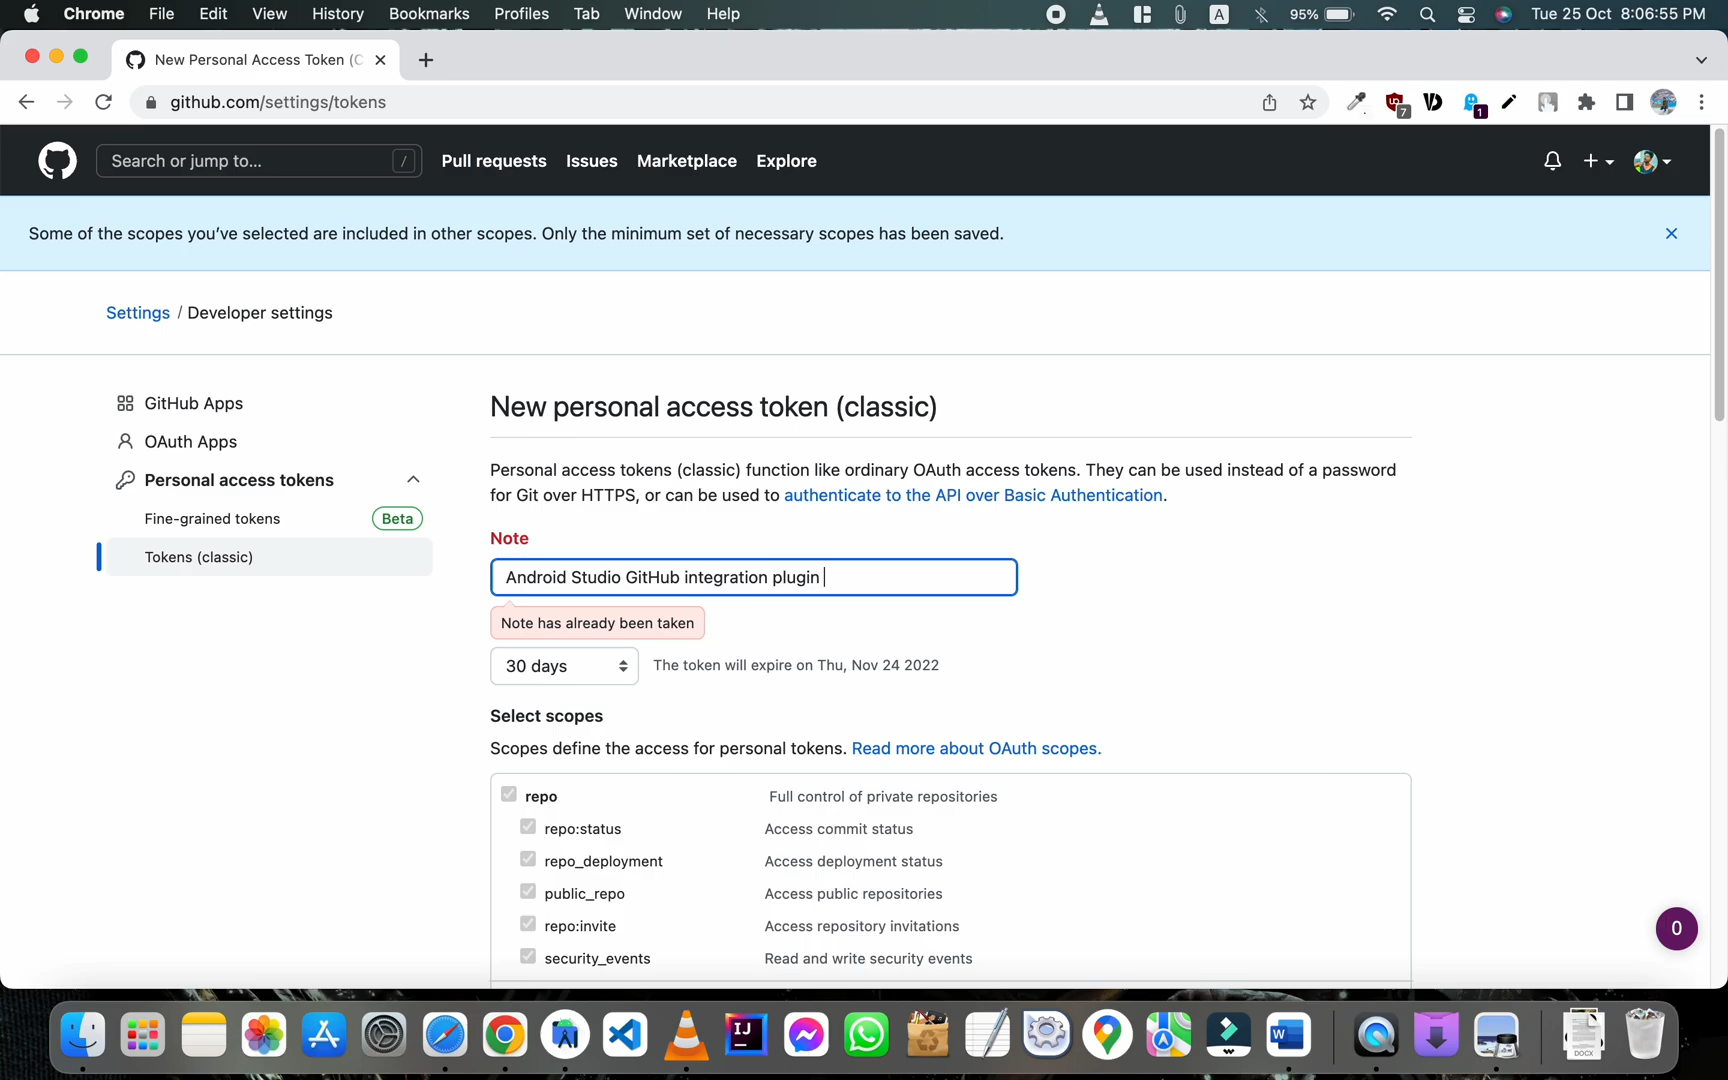 Chrome File Edit View History Bookmarks Profiles Tab Window Help A 95% Tue 25 Oct 8:06:55 PM
New Personal Access Token (C
github.com/settings/tokens 7 1
Search or jump to... / Pull requests Issues Marketplace Explore
Some of the scopes you've selected are included in other scopes. Only the minimum set of necessary scopes has been saved.
Settings / Developer settings
GitHub Apps
OAuth Apps
Personal access tokens
Fine-grained tokens Beta
Tokens (classic)
New personal access token (classic)
Personal access tokens (classic) function like ordinary OAuth access tokens. They can be used instead of a password
for Git over HTTPS, or can be used to authenticate to the API over Basic Authentication.
Note
Android Studio GitHub integration plugin
Note has already been taken
30 days The token will expire on Thu, Nov 24 2022
Select scopes
Scopes define the access for personal tokens. Read more about OAuth scopes.
repo Full control of private repositories
repo:status Access commit status
repo_deployment Access deployment status
public_repo Access public repositories
repo:invite Access repository invitations
security_events Read and write security events
0
IJ W DOCX